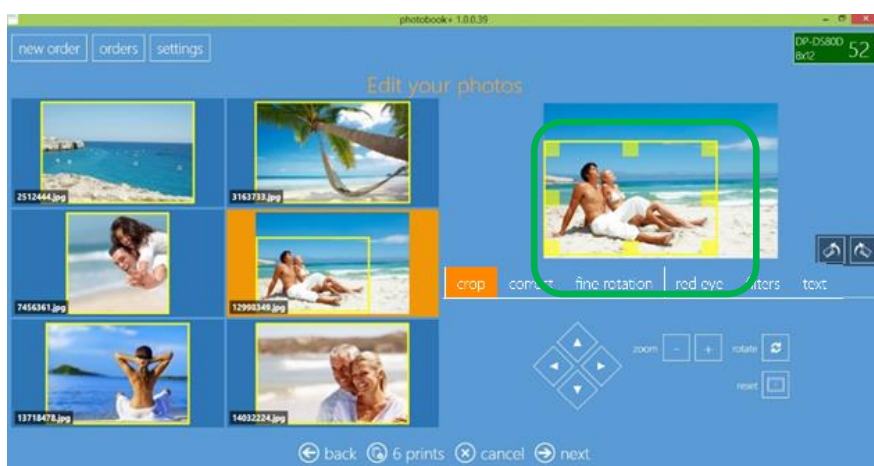 photobook+ 1.0.0.39
new order orders settings
DP-DS80D
8x12 52
Edit your photos
2512444.jpg 3163733.jpg
7456361.jpg 12998349.jpg
crop correct fine rotation red eye filters text
zoom - + rotate
reset
13718478.jpg 14032224.jpg
back 6 prints cancel next